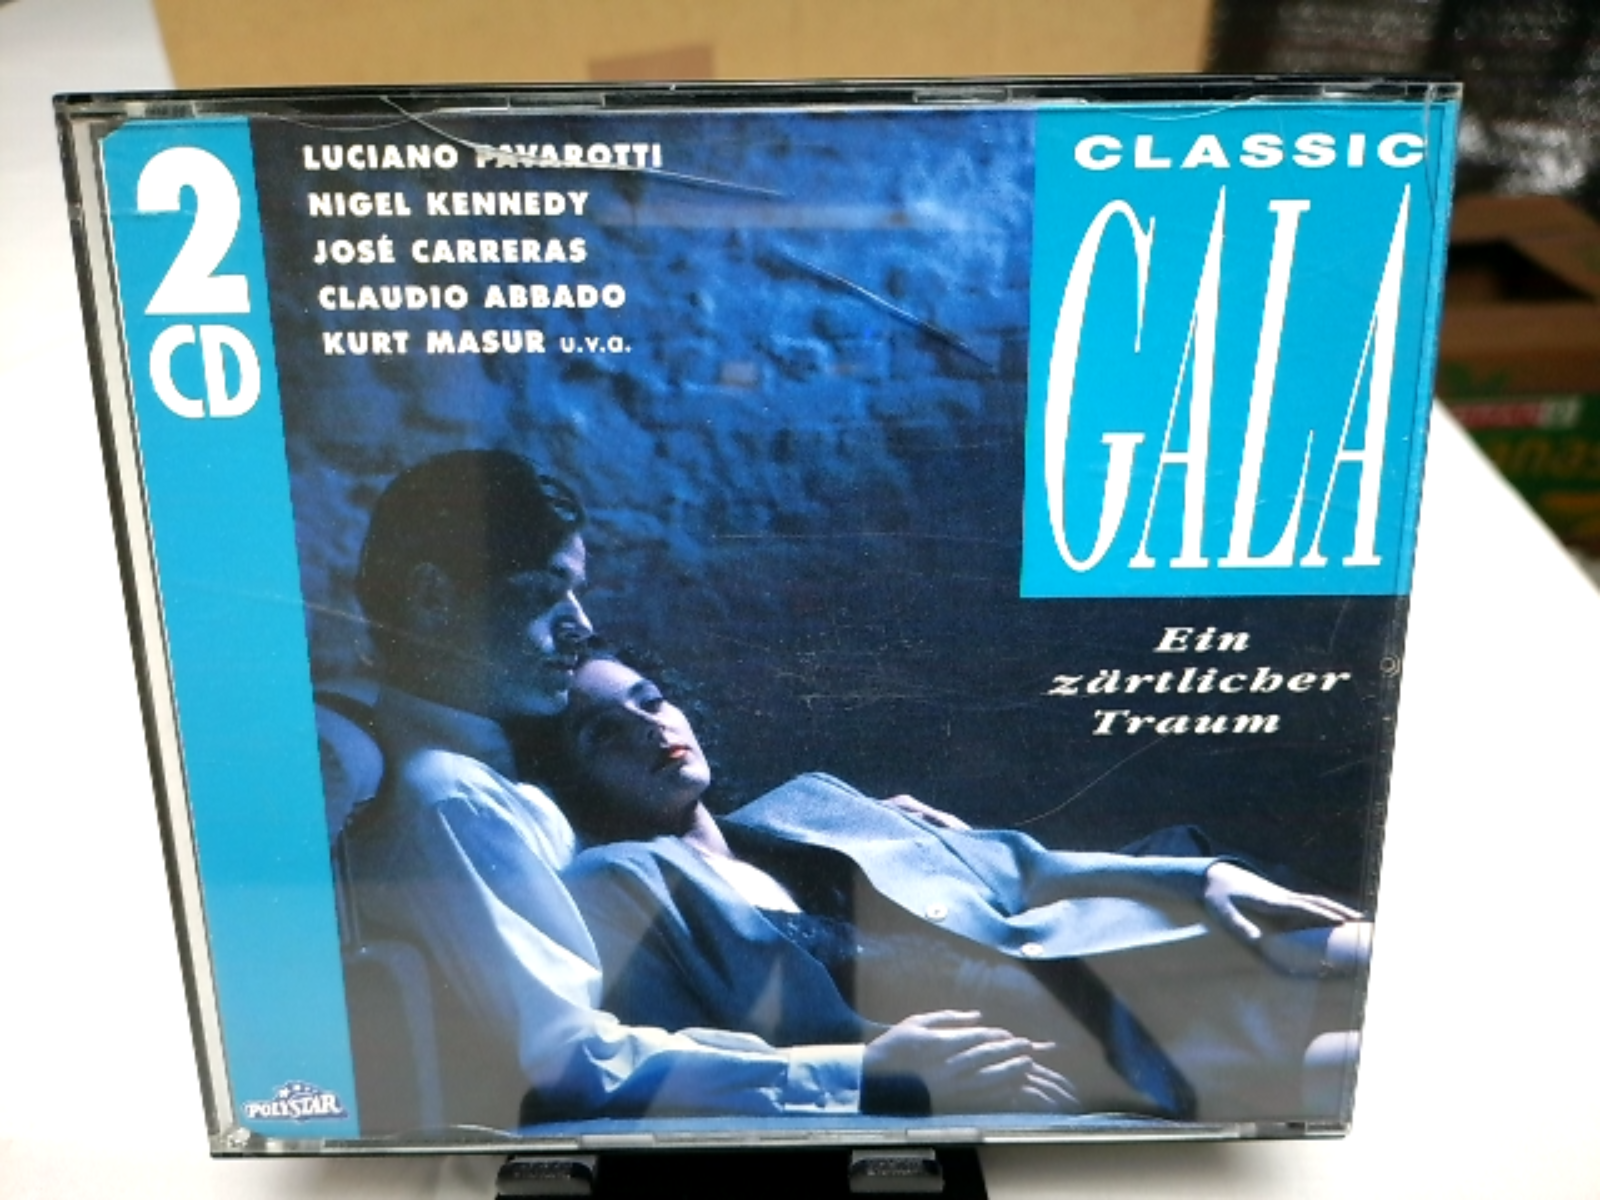 2
CD
LUCIANO PAVAROTTI
NIGEL KENNEDY
JOSÉ CARRERAS
CLAUDIO ABBADO
KURT MASUR u.v.a.
CLASSIC
GALA
Ein
zärtlicher
Traum
POLYSTAR